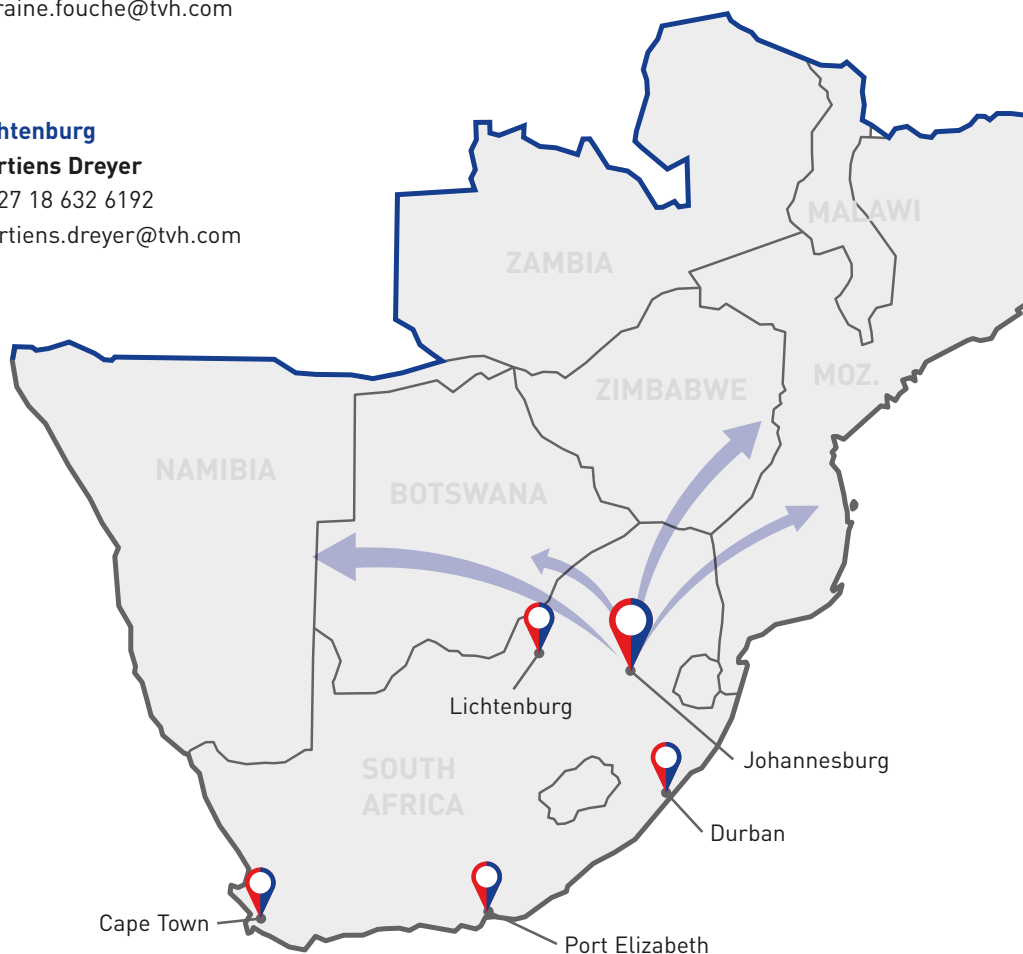 raine.fouche@tvh.com
htenburg
rtiens Dreyer
27 18 632 6192
rtiens.dreyer@tvh.com
MALAWI
ZAMBIA
MOZ.
ZIMBABWE
NAMIBIA
BOTSWANA
Lichtenburg
Johannesburg
SOUTH
AFRICA
Durban
Cape Town
Port Elizabeth